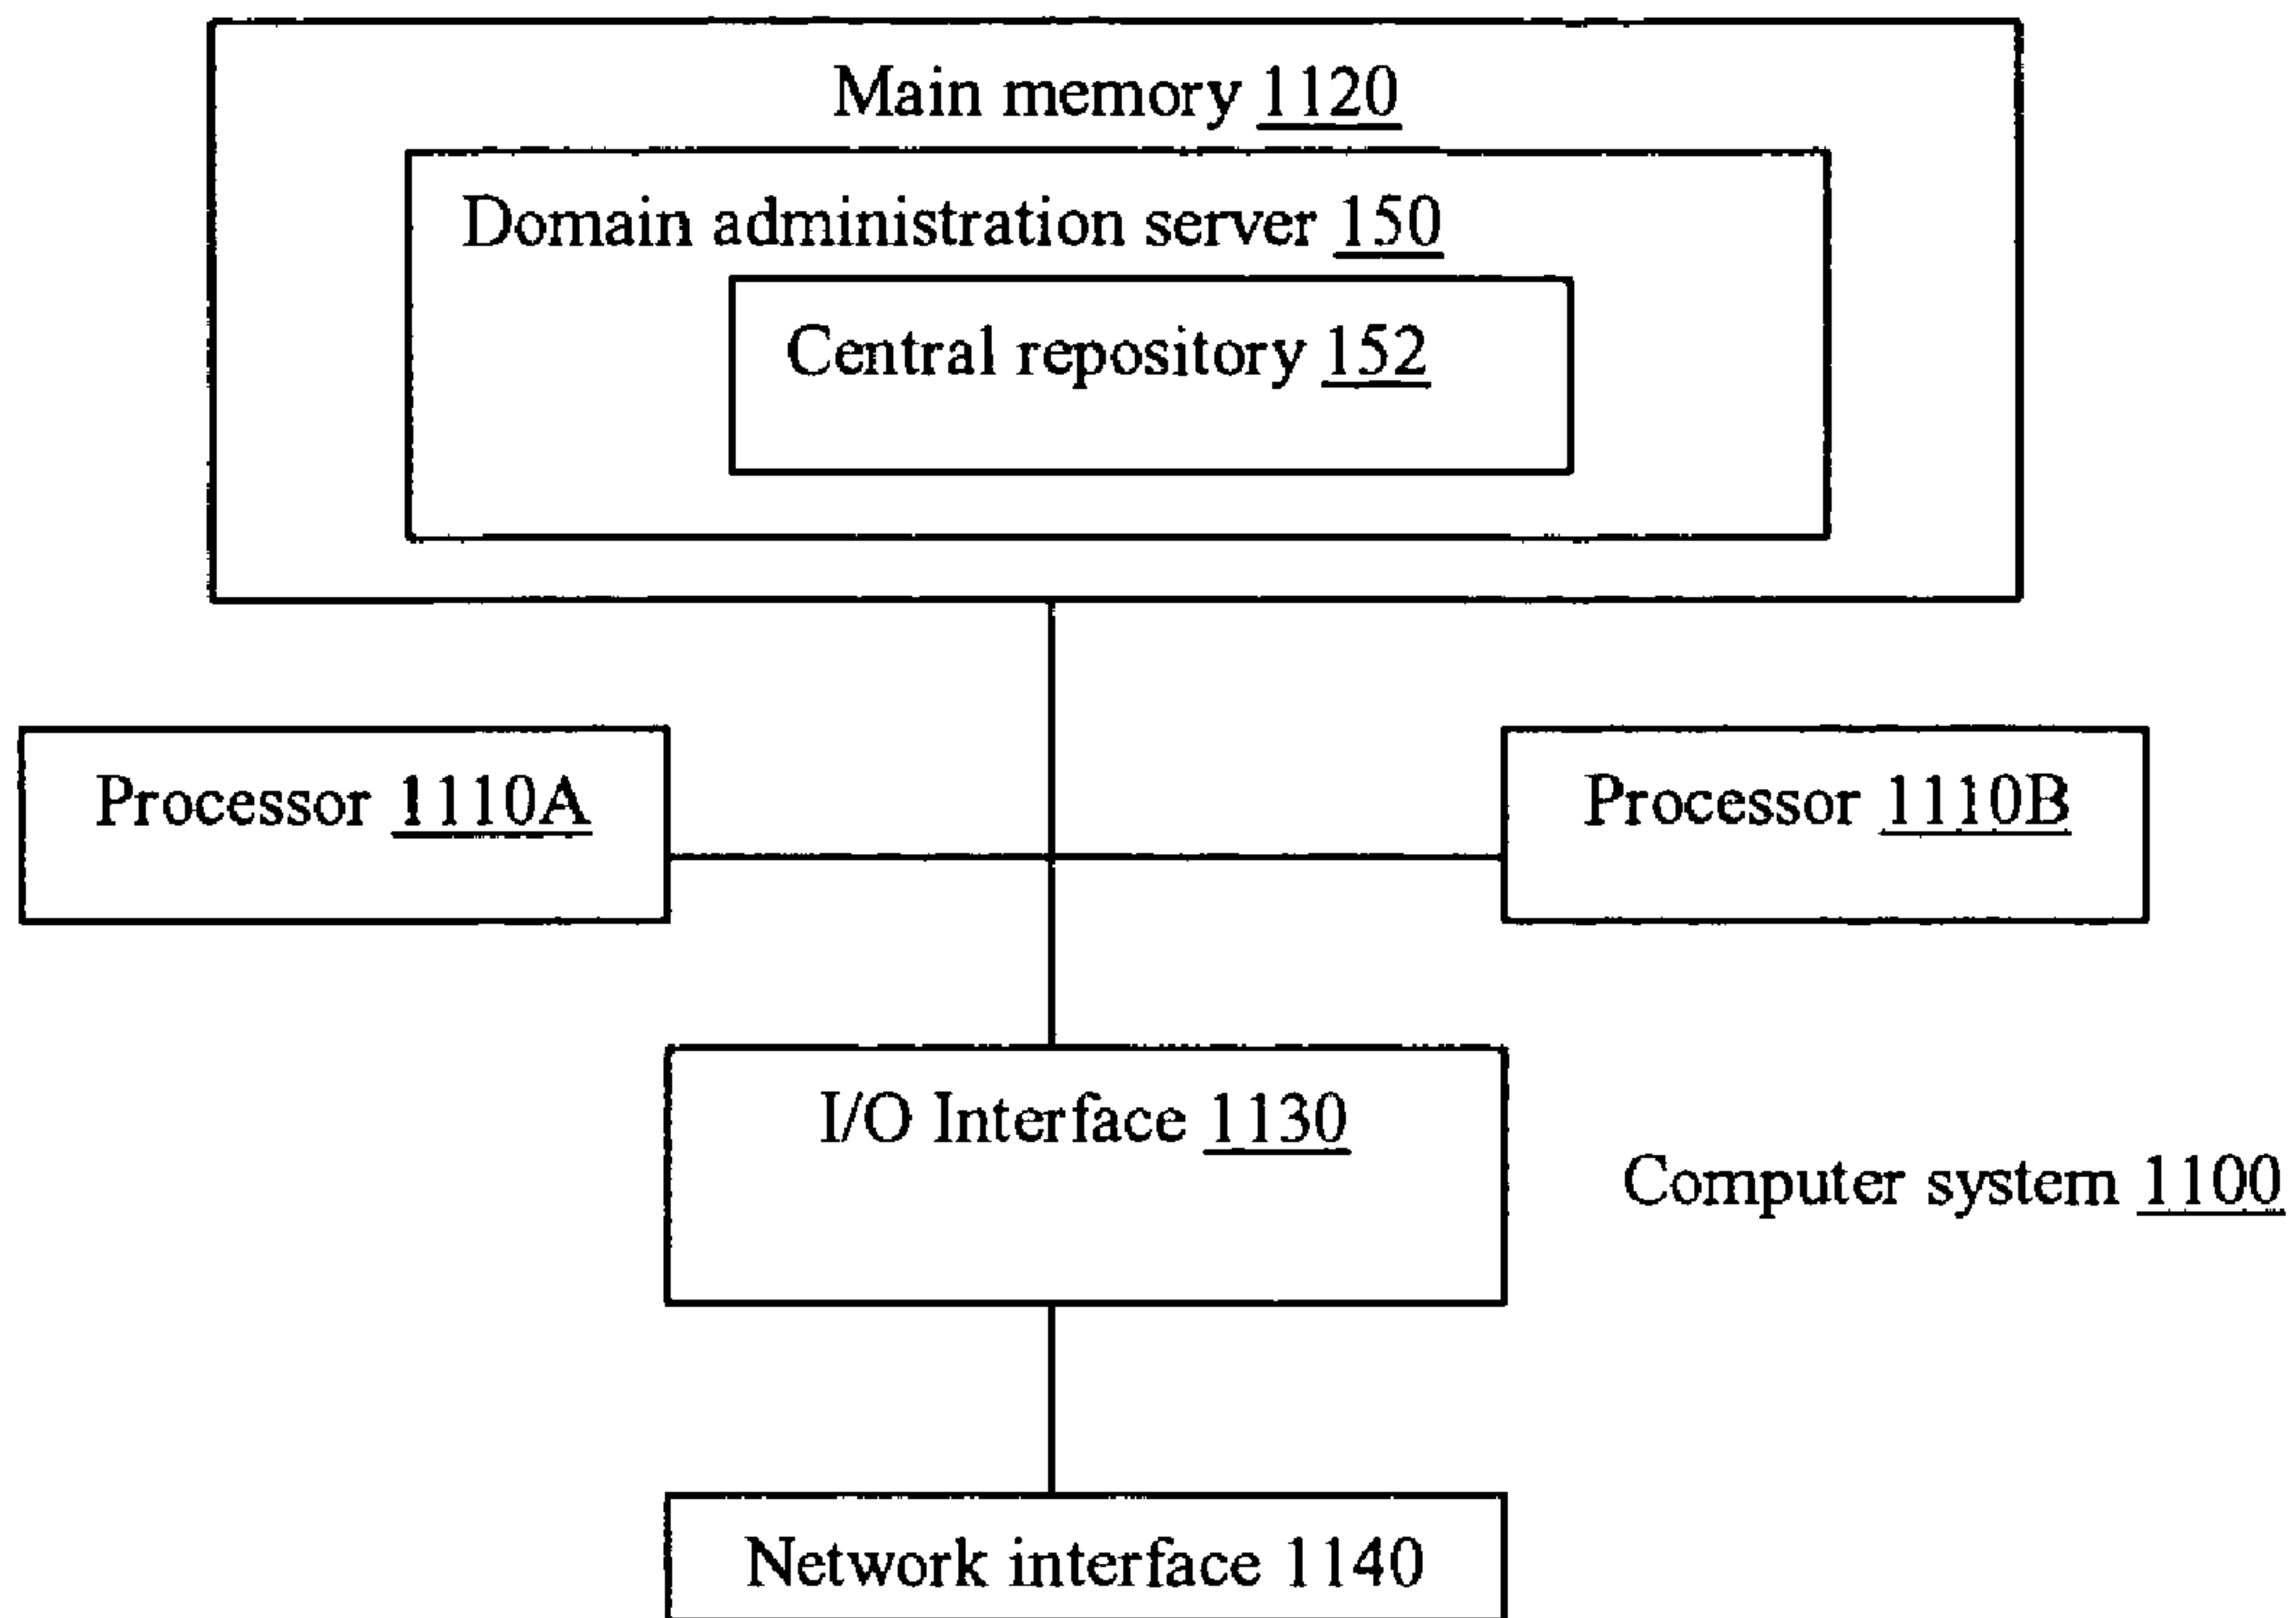 Main memory 1120
Domain administration server 150
Central repository 152
Processor 1110A
Processor 1110B
I/O Interface 1130
Computer system 1100
Network interface 1140